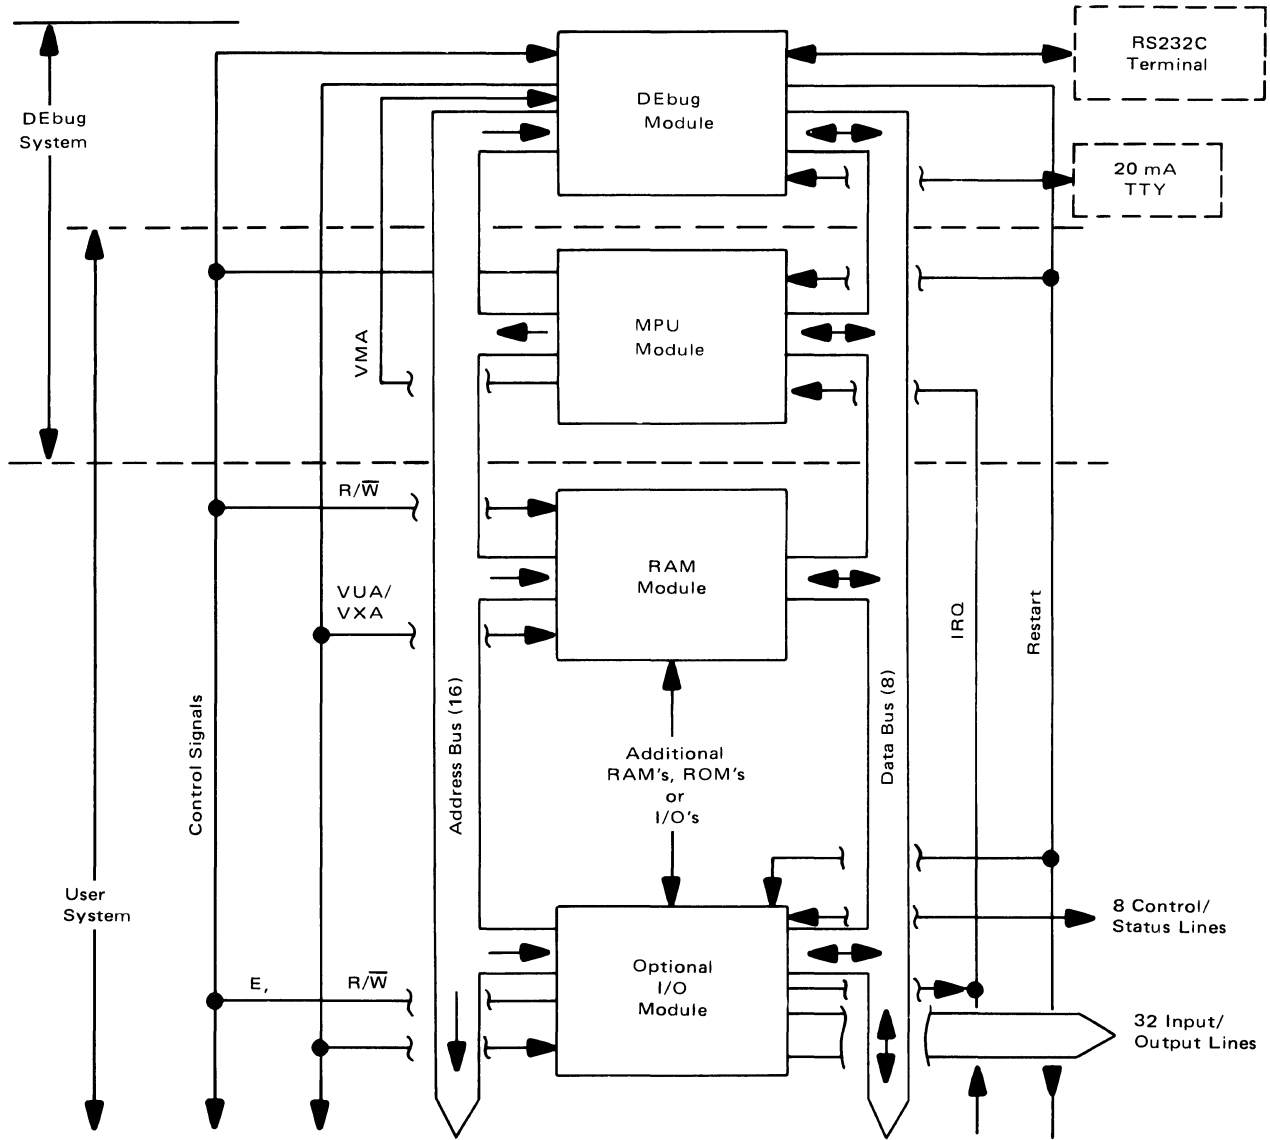 RS232C
Terminal
DEbug
Module
DEbug
System
20 mA
TTY
MPU
Module
VMA
R/W̅
RAM
Module
VUA/
VXA
IRQ
Restart
Control Signals
Address Bus (16)
Data Bus (8)
Additional
RAM's, ROM's
or
I/O's
User
System
8 Control/
Status Lines
Optional
I/O
Module
E,
R/W̅
32 Input/
Output Lines